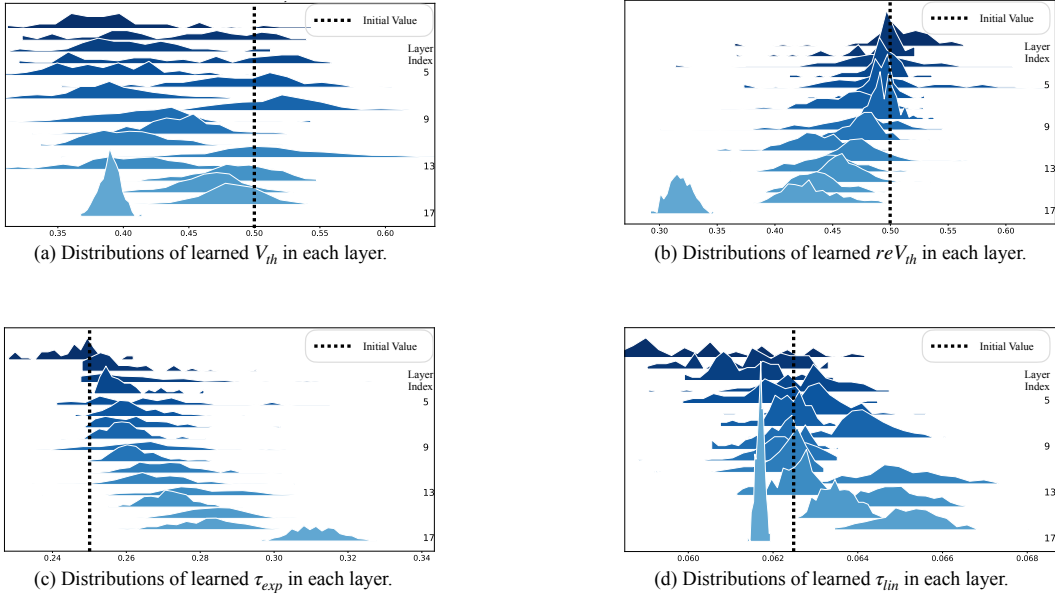 Initial Value
Layer
Index
5
9
13
17
0.35 0.40 0.45 0.50 0.55 0.60
(a) Distributions of learned V_th in each layer.
Initial Value
Layer
Index
5
9
13
17
0.30 0.35 0.40 0.45 0.50 0.55 0.60
(b) Distributions of learned reV_th in each layer.
Initial Value
Layer
Index
5
9
13
17
0.24 0.26 0.28 0.30 0.32 0.34
(c) Distributions of learned τ_exp in each layer.
Initial Value
Layer
Index
5
9
13
17
0.060 0.062 0.064 0.066 0.068
(d) Distributions of learned τ_lin in each layer.